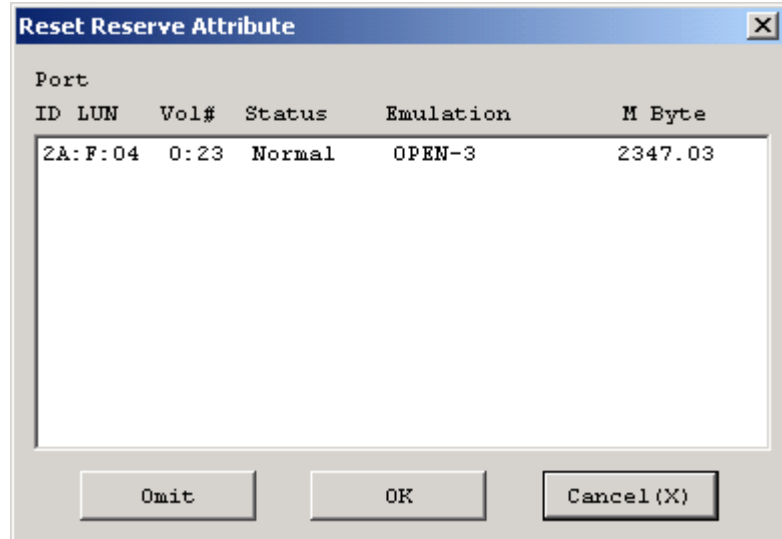 Reset Reserve Attribute
Port
ID LUN Vol# Status Emulation M Byte
2A:F:04 0:23 Normal OPEN-3 2347.03
Omit OK Cancel(X)